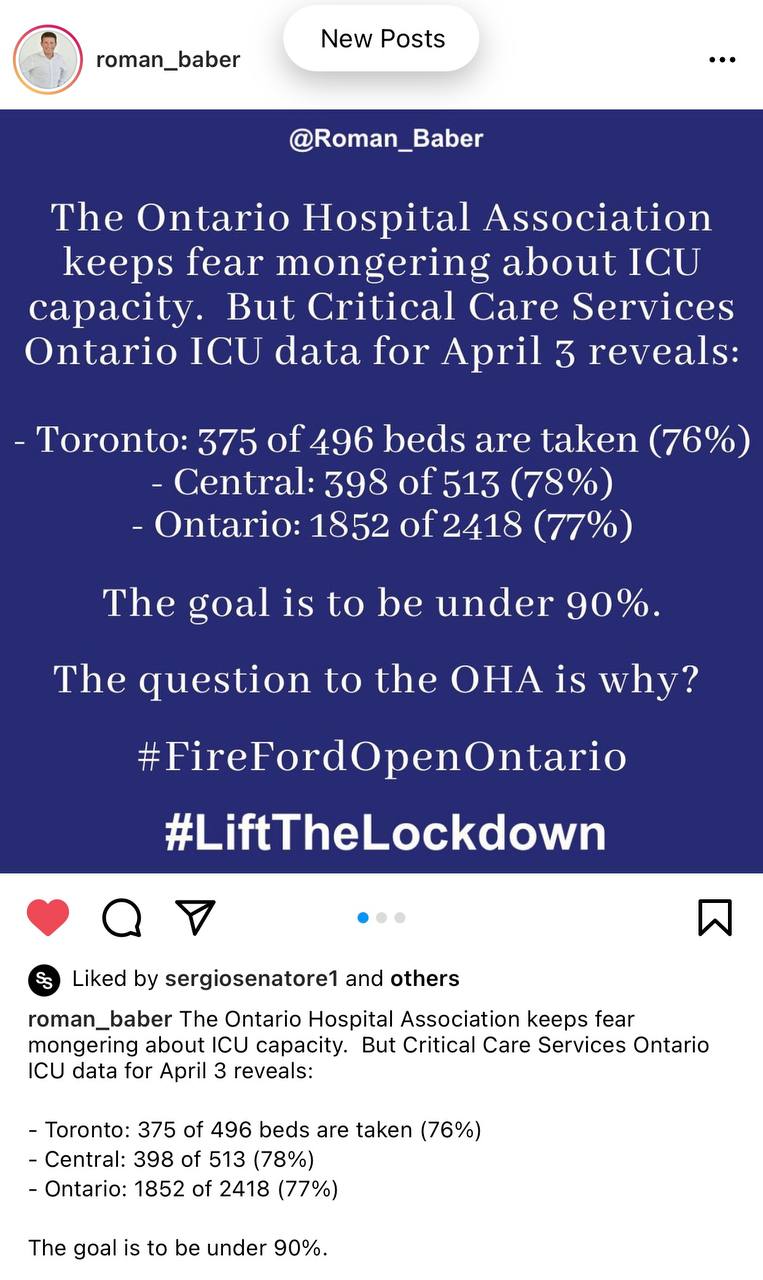 roman_baber
New Posts
@Roman_Baber
The Ontario Hospital Association
keeps fear mongering about ICU
capacity.  But Critical Care Services
Ontario ICU data for April 3 reveals:
- Toronto: 375 of 496 beds are taken (76%)
- Central: 398 of 513 (78%)
- Ontario: 1852 of 2418 (77%)
The goal is to be under 90%.
The question to the OHA is why?
#FireFordOpenOntario
#LiftTheLockdown
SS
Liked by sergiosenatore1 and others
roman_baber The Ontario Hospital Association keeps fear
mongering about ICU capacity.  But Critical Care Services Ontario
ICU data for April 3 reveals:
- Toronto: 375 of 496 beds are taken (76%)
- Central: 398 of 513 (78%)
- Ontario: 1852 of 2418 (77%)
The goal is to be under 90%.